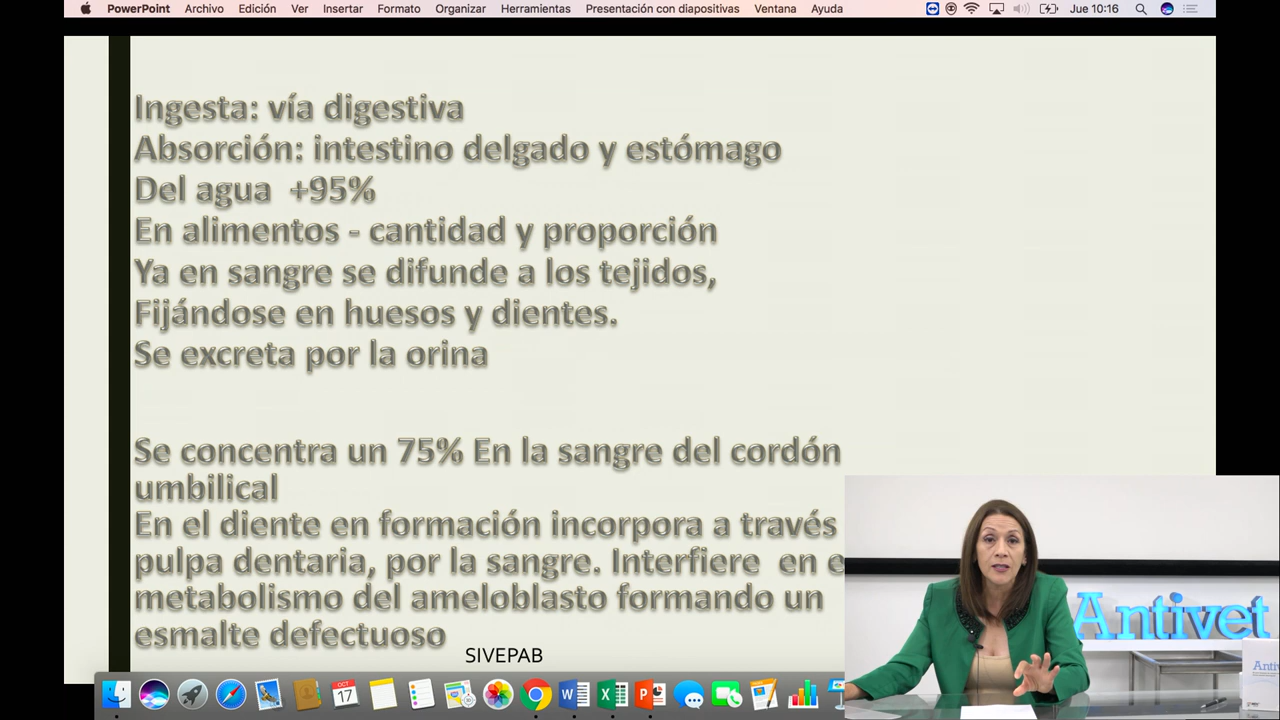 PowerPoint Archivo Edición Ver Insertar Formato Organizar Herramientas Presentación con diapositivas Ventana Ayuda Jue 10:16
Ingesta: vía digestiva
Absorción: intestino delgado y estómago
Del agua +95%
En alimentos - cantidad y proporción
Ya en sangre se difunde a los tejidos,
Fijándose en huesos y dientes.
Se excreta por la orina
Se concentra un 75% En la sangre del cordón
umbilical
En el diente en formación incorpora a través
pulpa dentaria, por la sangre. Interfiere en e
metabolismo del ameloblasto formando un
esmalte defectuoso
SIVEPAB
OCT
17
Antivet
Antiv